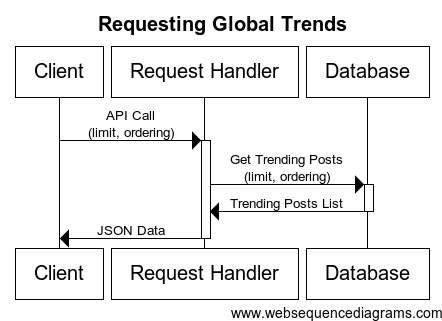 Requesting Global Trends
Client
Request Handler
Database
API Call
(limit, ordering)
Get Trending Posts
(limit, ordering)
Trending Posts List
JSON Data
Client
Request Handler
Database
www.websequencediagrams.com